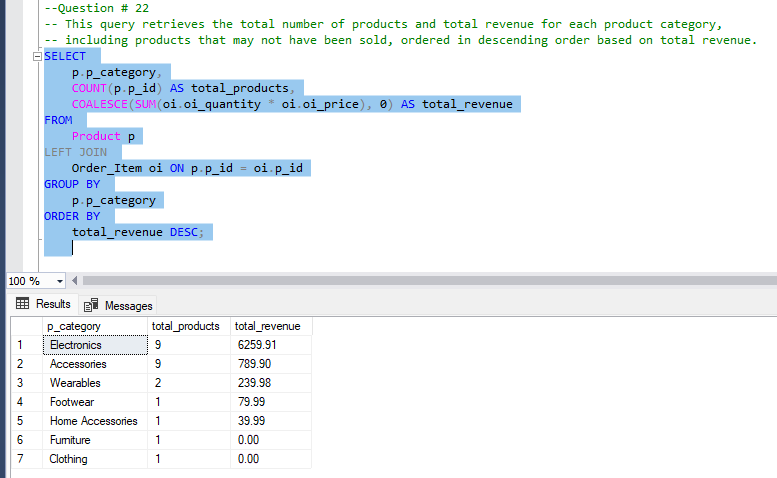 --Question # 22
-- This query retrieves the total number of products and total revenue for each product category,
-- including products that may not have been sold, ordered in descending order based on total revenue.
SELECT
    p.p_category,
    COUNT(p.p_id) AS total_products,
    COALESCE(SUM(oi.oi_quantity * oi.oi_price), 0) AS total_revenue
FROM
    Product p
LEFT JOIN
    Order_Item oi ON p.p_id = oi.p_id
GROUP BY
    p.p_category
ORDER BY
    total_revenue DESC;
100 %
Results Messages
p_category total_products total_revenue
1 Electronics 9 6259.91
2 Accessories 9 789.90
3 Wearables 2 239.98
4 Footwear 1 79.99
5 Home Accessories 1 39.99
6 Furniture 1 0.00
7 Clothing 1 0.00